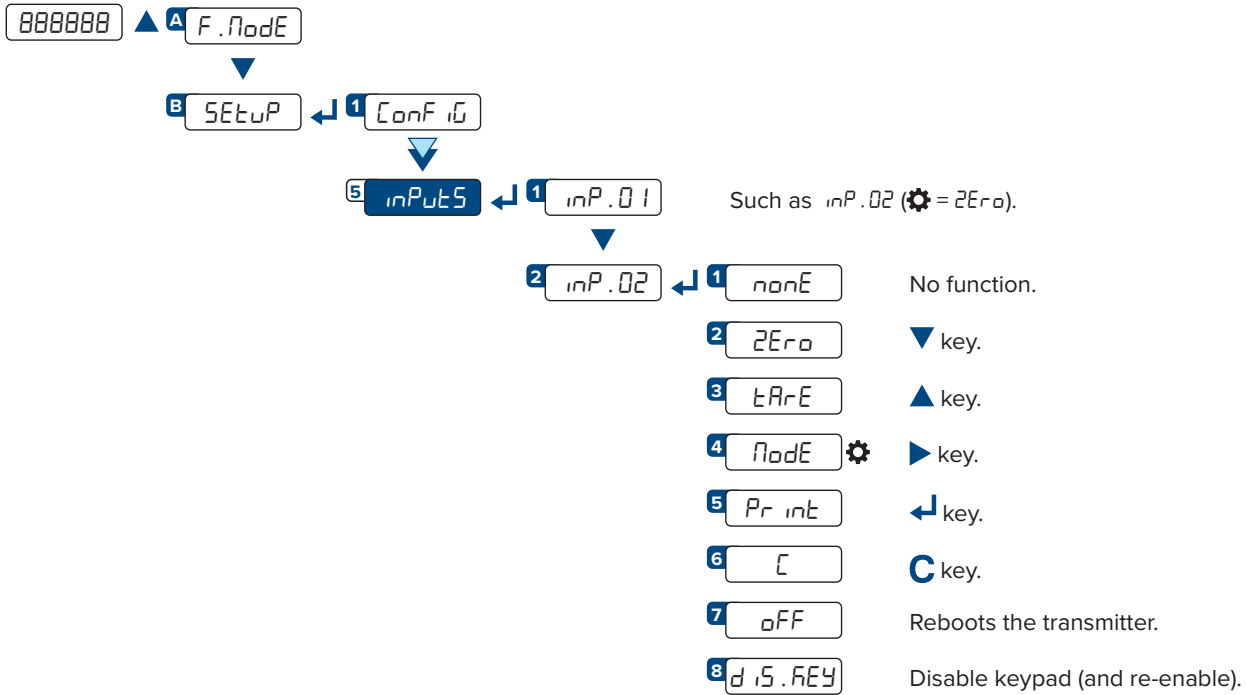 888888 A F.ModE
B SEtuP 1 ConFiG
5 inPutS 1 inP.01 Such as inP.02 (⚙ = ZEro).
2 inP.02 1 nonE No function.
2 ZEro ▼ key.
3 tArE ▲ key.
4 ModE ⚙ ▶ key.
5 Print ↵ key.
6 C C key.
7 oFF Reboots the transmitter.
8 diS.KEY Disable keypad (and re-enable).